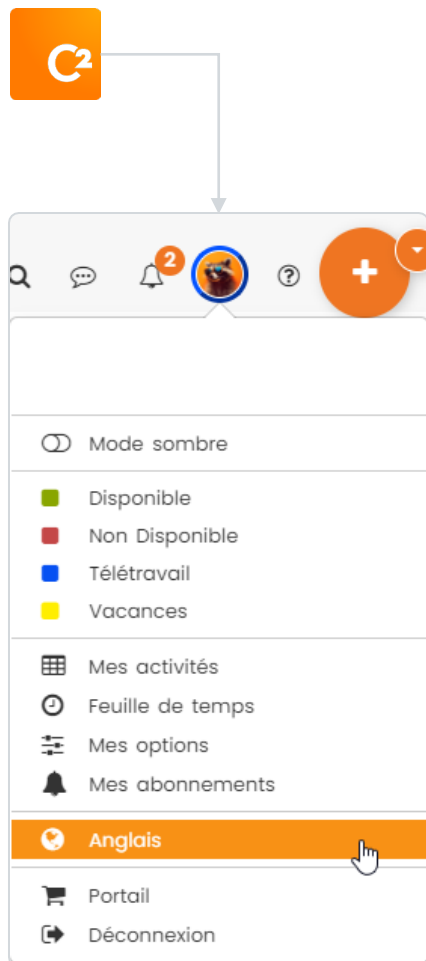 C2
2
Mode sombre
Disponible
Non Disponible
Télétravail
Vacances
Mes activités
Feuille de temps
Mes options
Mes abonnements
Anglais
Portail
Déconnexion